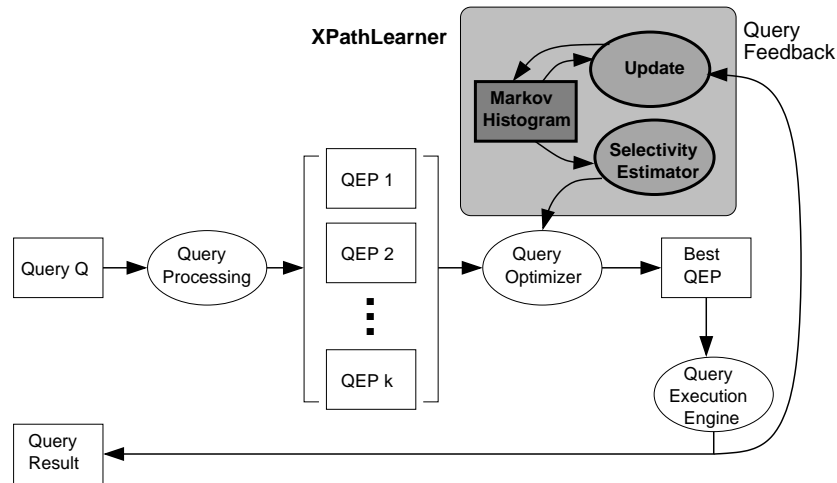 XPathLearner
Query
Feedback
Update
Markov
Histogram
Selectivity
Estimator
QEP 1
QEP 2
QEP k
Query Q
Query
Processing
Query
Optimizer
Best
QEP
Query
Execution
Engine
Query
Result